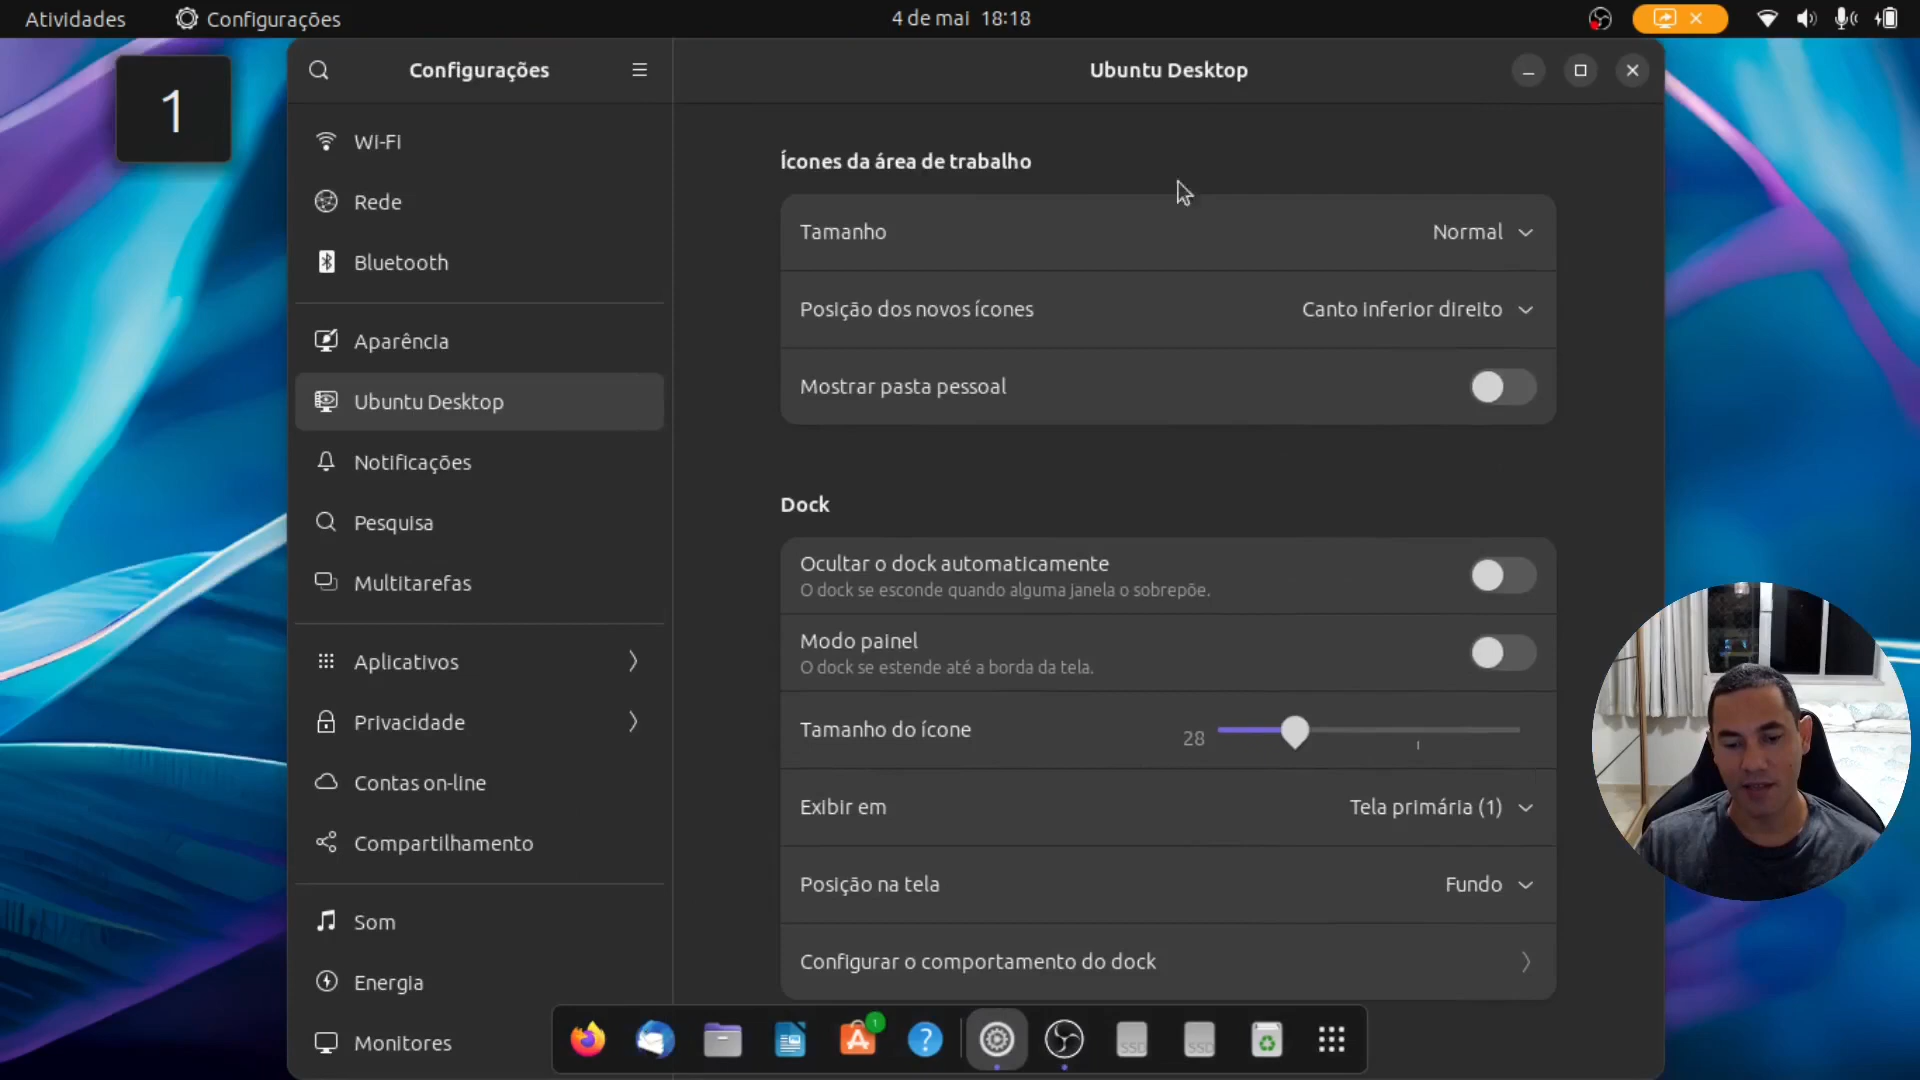 Atividades
Configurações
4 de mai 18:18
1
Configurações
Ubuntu Desktop
Wi-Fi
Rede
Bluetooth
Aparência
Ubuntu Desktop
Notificações
Pesquisa
Multitarefas
Aplicativos
Privacidade
Contas on-line
Compartilhamento
Som
Energia
Monitores
Ícones da área de trabalho
Tamanho
Normal
Posição dos novos ícones
Canto inferior direito
Mostrar pasta pessoal
Dock
Ocultar o dock automaticamente
O dock se esconde quando alguma janela o sobrepõe.
Modo painel
O dock se estende até a borda da tela.
Tamanho do ícone
28
Exibir em
Tela primária (1)
Posição na tela
Fundo
Configurar o comportamento do dock
1
SSD
SSD